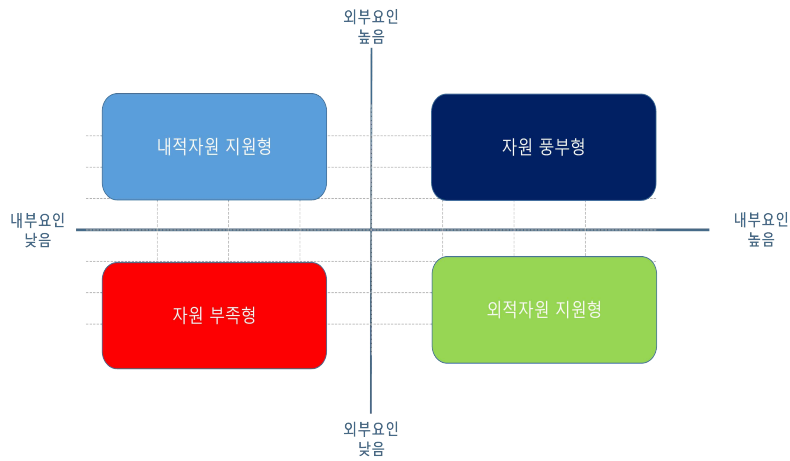 외부요인
높음
내적자원 지원형
자원 풍부형
내부요인
낮음
내부요인
높음
자원 부족형
외적자원 지원형
외부요인
낮음